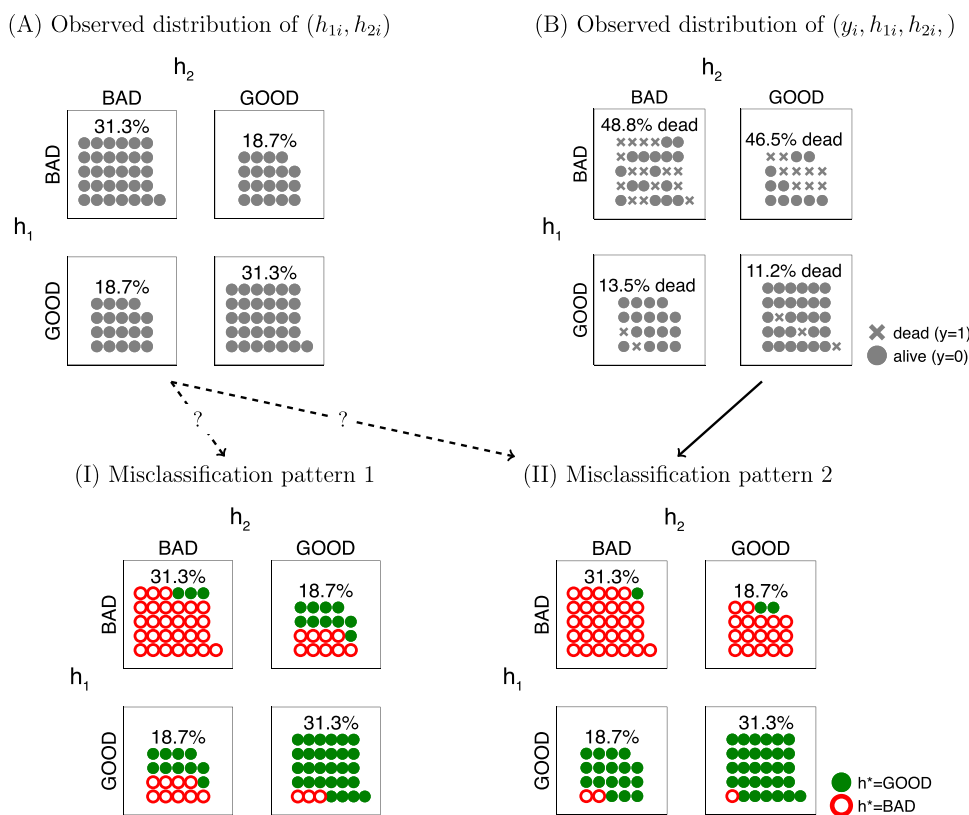 (A) Observed distribution of (h1i, h2i)
(B) Observed distribution of (yi, h1i, h2i, )
h2
BAD GOOD
BAD
31.3%
18.7%
h1
GOOD
18.7%
31.3%
h2
BAD GOOD
BAD
48.8% dead
46.5% dead
h1
GOOD
13.5% dead
11.2% dead
dead (y=1)
alive (y=0)
?
?
(I) Misclassification pattern 1
(II) Misclassification pattern 2
h2
BAD GOOD
BAD
31.3%
18.7%
h1
GOOD
18.7%
31.3%
h2
BAD GOOD
BAD
31.3%
18.7%
h1
GOOD
18.7%
31.3%
h*=GOOD
h*=BAD